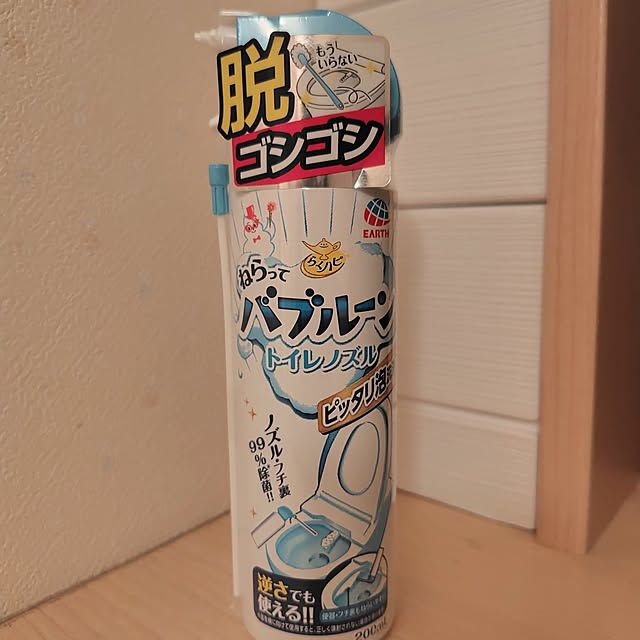 脱
もう
いらない
ゴシゴシ
EARTH
らくハピ
ねらって
バブルーン
トイレノズル
ピッタリ泡
ノズル・フチ裏
99%除菌!!
逆さでも
使える!!
200mL